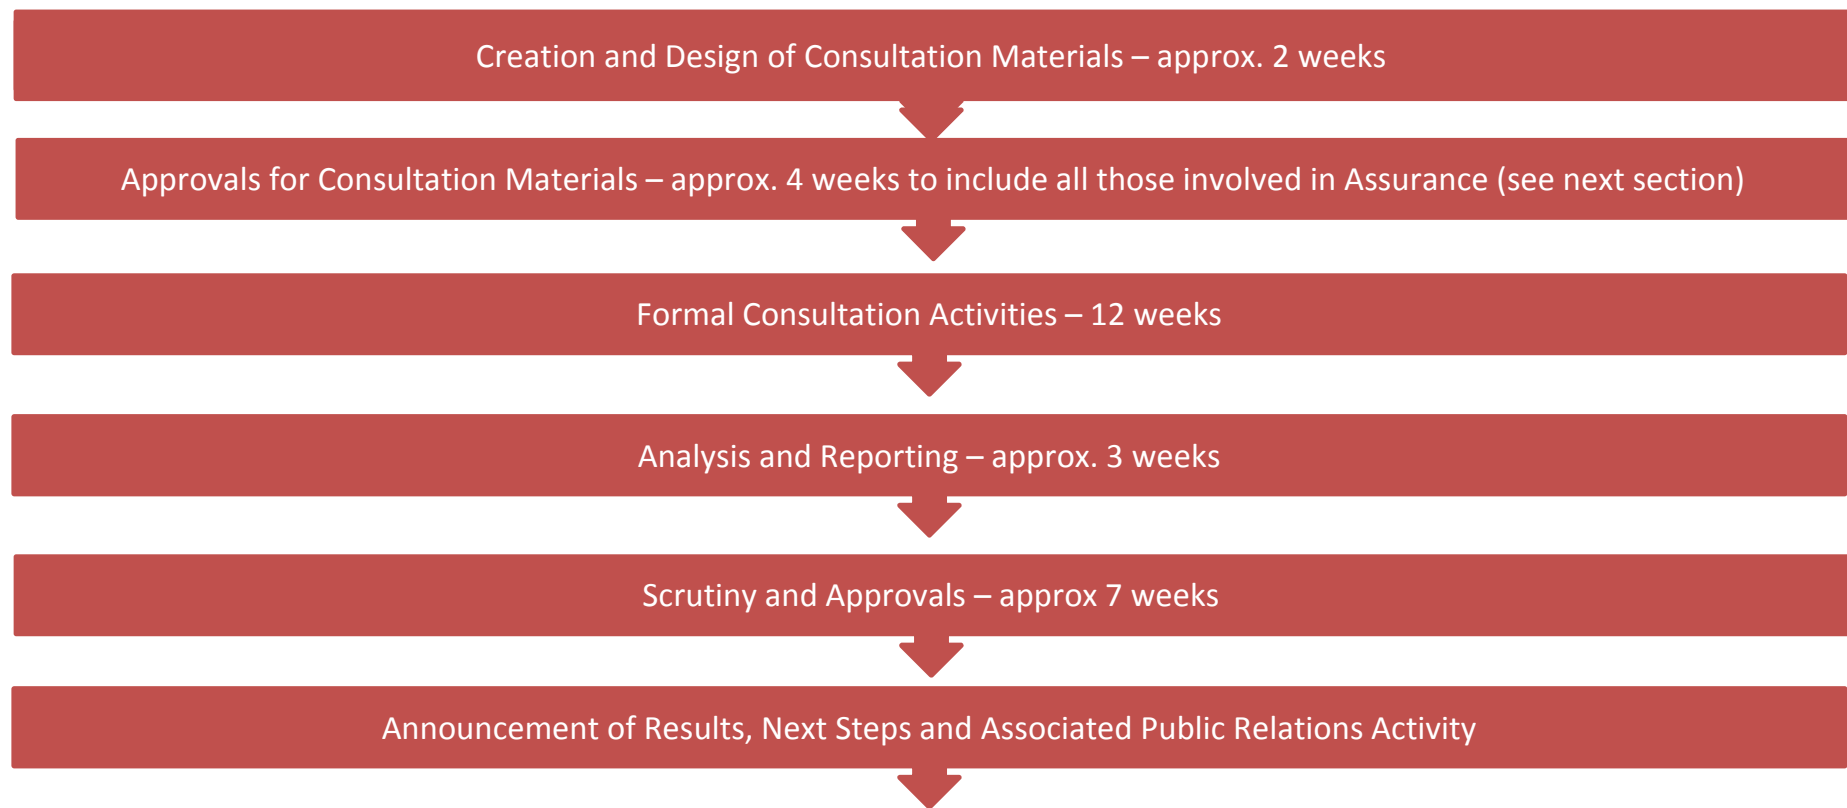 Creation and Design of Consultation Materials – approx. 2 weeks
Approvals for Consultation Materials – approx. 4 weeks to include all those involved in Assurance (see next section)
Formal Consultation Activities – 12 weeks
Analysis and Reporting – approx. 3 weeks
Scrutiny and Approvals – approx 7 weeks
Announcement of Results, Next Steps and Associated Public Relations Activity